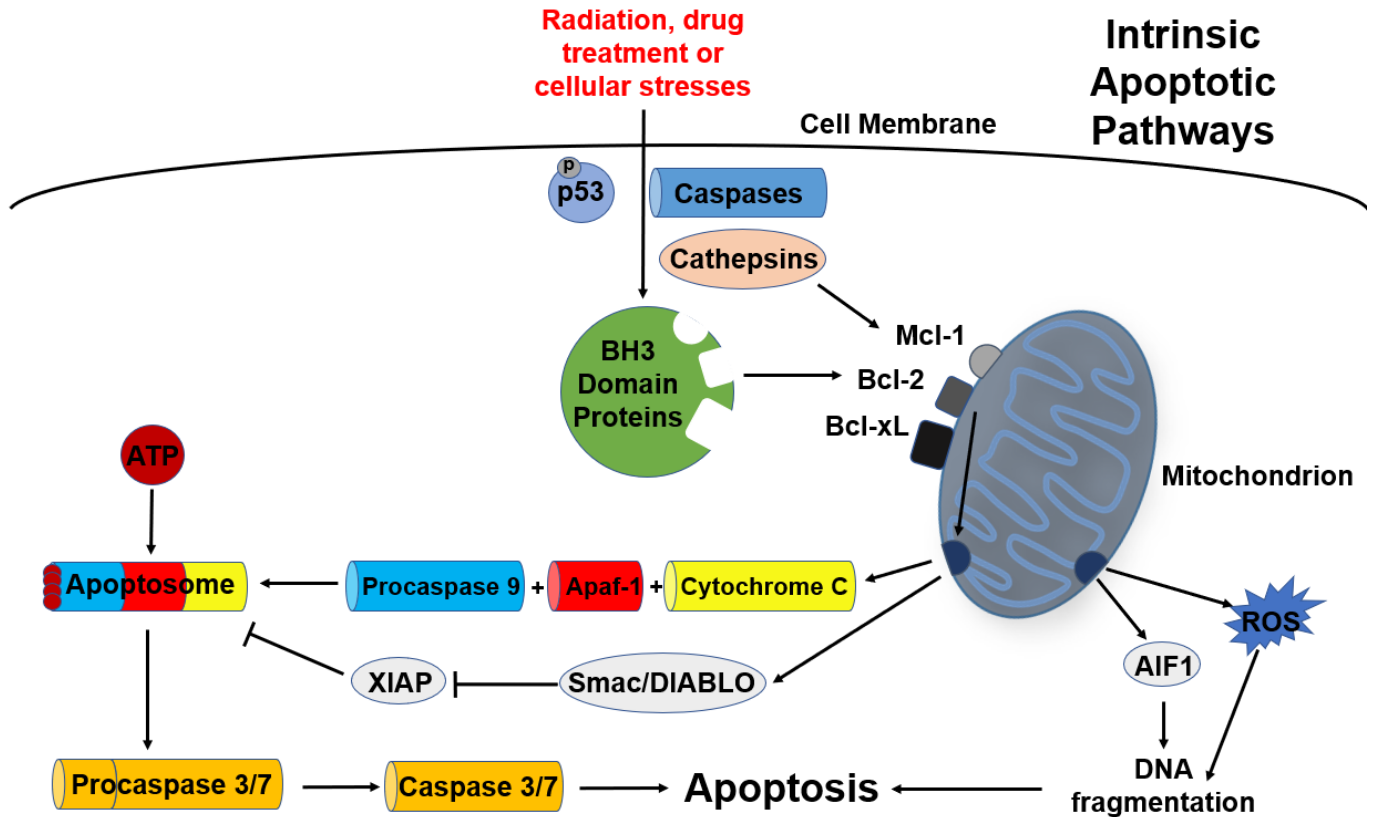 Radiation, drug
treatment or
cellular stresses
Intrinsic
Apoptotic
Pathways
Cell Membrane
p
p53
Caspases
Cathepsins
BH3
Domain
Proteins
Mcl-1
Bcl-2
Bcl-xL
Mitochondrion
ATP
Apoptosome
Procaspase 9 + Apaf-1 + Cytochrome C
ROS
AIF1
XIAP
Smac/DIABLO
Procaspase 3/7
Caspase 3/7
Apoptosis
DNA
fragmentation